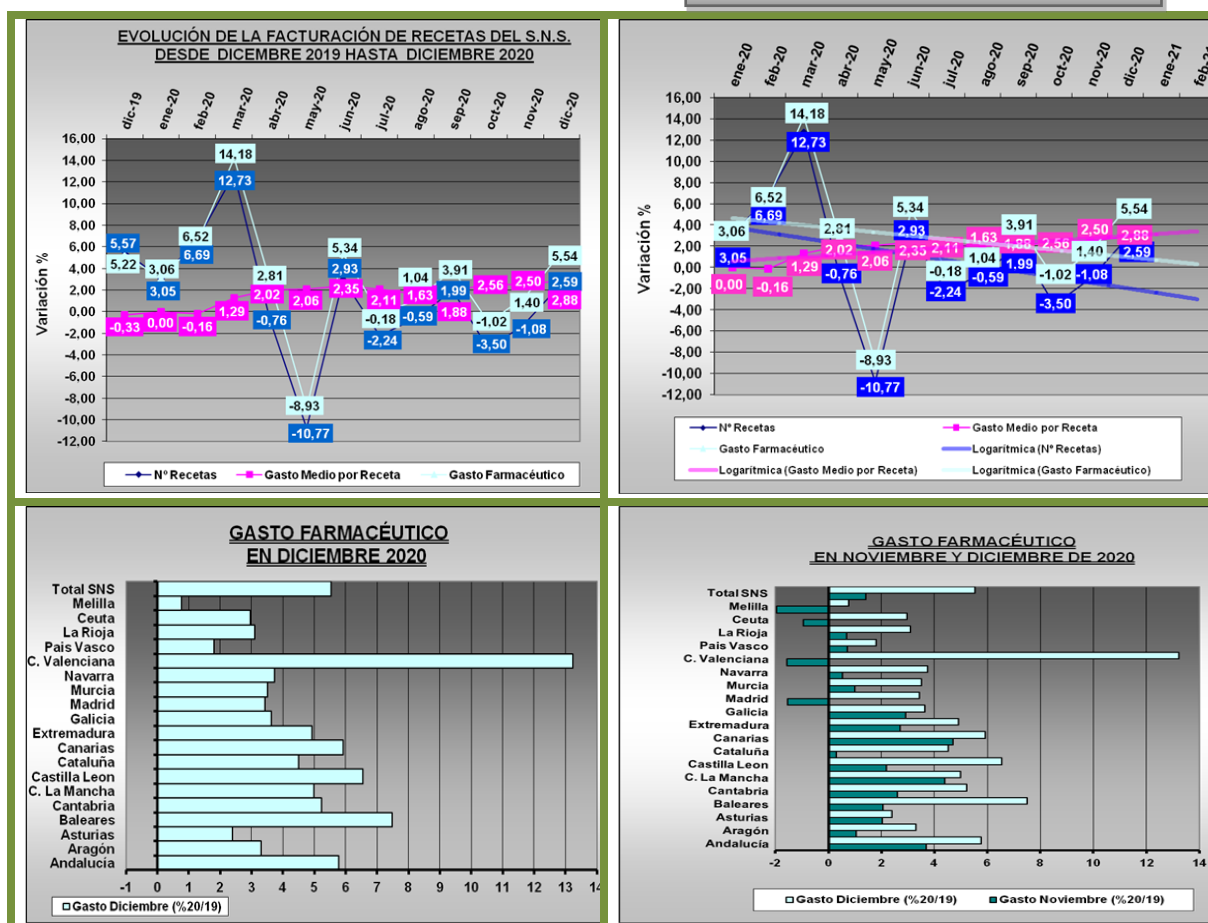 EVOLUCIÓN DE LA FACTURACIÓN DE RECETAS DEL S.N.S.
DESDE DICEMBRE 2019 HASTA DICIEMBRE 2020
dic-19 ene-20 feb-20 mar-20 abr-20 may-20 jun-20 jul-20 ago-20 sep-20 oct-20 nov-20 dic-20
Variación %
16,00
14,00
12,00
10,00
8,00
6,00
4,00
2,00
0,00
-2,00
-4,00
-6,00
-8,00
-10,00
-12,00
5,57 3,05 6,69 12,73 -0,76 -10,77 2,93 -2,24 -0,59 1,99 -3,50 -1,08 2,59
-0,33 0,00 -0,16 1,29 2,02 2,06 2,35 2,11 1,63 1,88 2,56 2,50 2,88
5,22 3,06 6,52 14,18 2,81 -8,93 5,34 -0,18 1,04 3,91 -1,02 1,40 5,54
Nº Recetas Gasto Medio por Receta Gasto Farmacéutico
ene-20 feb-20 mar-20 abr-20 may-20 jun-20 jul-20 ago-20 sep-20 oct-20 nov-20 dic-20 ene-21 feb-
Variación %
16,00
14,00
12,00
10,00
8,00
6,00
4,00
2,00
0,00
-2,00
-4,00
-6,00
-8,00
-10,00
-12,00
3,05 6,69 12,73 -0,76 -10,77 2,93 -2,24 -0,59 1,99 -3,50 -1,08 2,59
0,00 -0,16 1,29 2,02 2,06 2,35 2,11 1,63 1,88 2,56 2,50 2,88
3,06 6,52 14,18 2,81 -8,93 5,34 -0,18 1,04 3,91 -1,02 1,40 5,54
Nº Recetas Gasto Medio por Receta
Gasto Farmacéutico Logarítmica (Nº Recetas)
Logarítmica (Gasto Medio por Receta) Logarítmica (Gasto Farmacéutico)
GASTO FARMACÉUTICO
EN DICIEMBRE 2020
Total SNS
Melilla
Ceuta
La Rioja
Pais Vasco
C. Valenciana
Navarra
Murcia
Madrid
Galicia
Extremadura
Canarias
Cataluña
Castilla Leon
C. La Mancha
Cantabria
Baleares
Asturias
Aragón
Andalucía
-1 0 1 2 3 4 5 6 7 8 9 10 11 12 13 14
Gasto Diciembre (%20/19)
GASTO FARMACÉUTICO
EN NOVIEMBRE Y DICIEMBRE DE 2020
Total SNS
Melilla
Ceuta
La Rioja
Pais Vasco
C. Valenciana
Navarra
Murcia
Madrid
Galicia
Extremadura
Canarias
Cataluña
Castilla Leon
C. La Mancha
Cantabria
Baleares
Asturias
Aragón
Andalucía
-2 0 2 4 6 8 10 12 14
Gasto Diciembre (%20/19) Gasto Noviembre (%20/19)